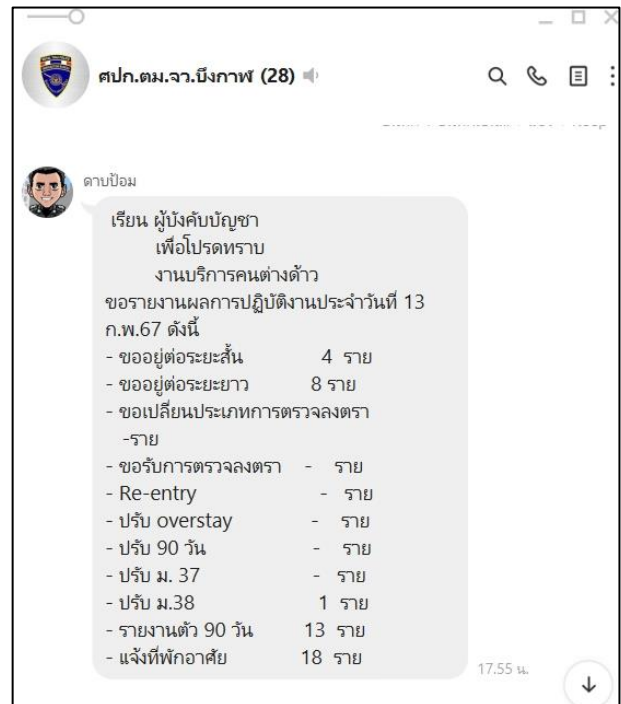 ศปก.ตม.จว.บึงกาฬ (28)
ดาบป้อม
เรียน ผู้บังคับบัญชา
เพื่อโปรดทราบ
งานบริการคนต่างด้าว
ขอรายงานผลการปฏิบัติงานประจำวันที่ 13
ก.พ.67 ดังนี้
- ขออยู่ต่อระยะสั้น 4 ราย
- ขออยู่ต่อระยะยาว 8 ราย
- ขอเปลี่ยนประเภทการตรวจลงตรา
-ราย
- ขอรับการตรวจลงตรา - ราย
- Re-entry - ราย
- ปรับ overstay - ราย
- ปรับ 90 วัน - ราย
- ปรับ ม. 37 - ราย
- ปรับ ม.38 1 ราย
- รายงานตัว 90 วัน 13 ราย
- แจ้งที่พักอาศัย 18 ราย
17.55 น.